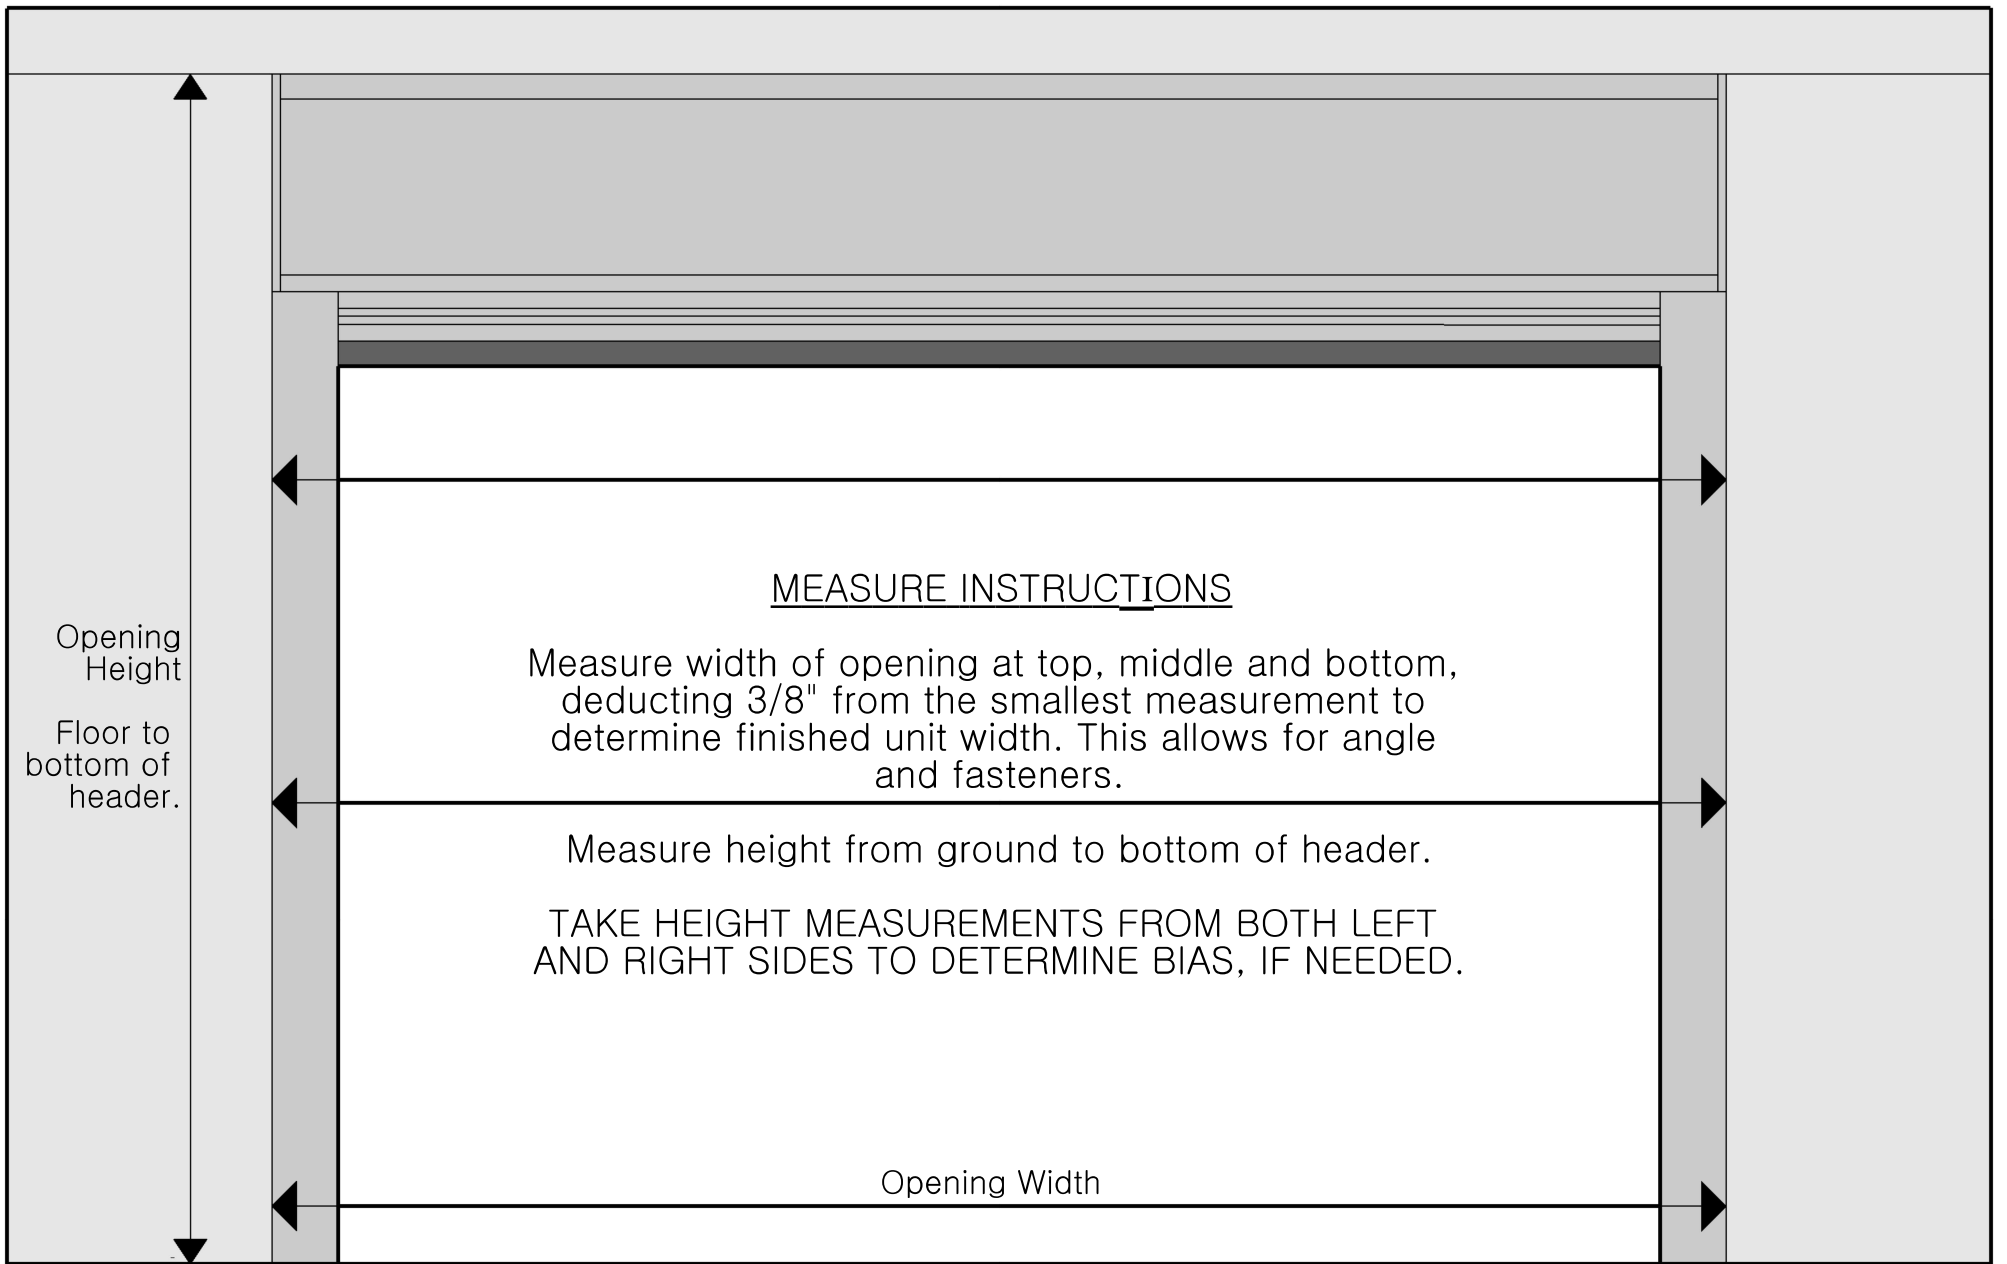 MEASURE INSTRUCTIONS
Measure width of opening at top, middle and bottom,
deducting 3/8" from the smallest measurement to
determine finished unit width. This allows for angle
and fasteners.
Measure height from ground to bottom of header.
TAKE HEIGHT MEASUREMENTS FROM BOTH LEFT
AND RIGHT SIDES TO DETERMINE BIAS, IF NEEDED.
Opening
Height
Floor to
bottom of
header.
Opening Width